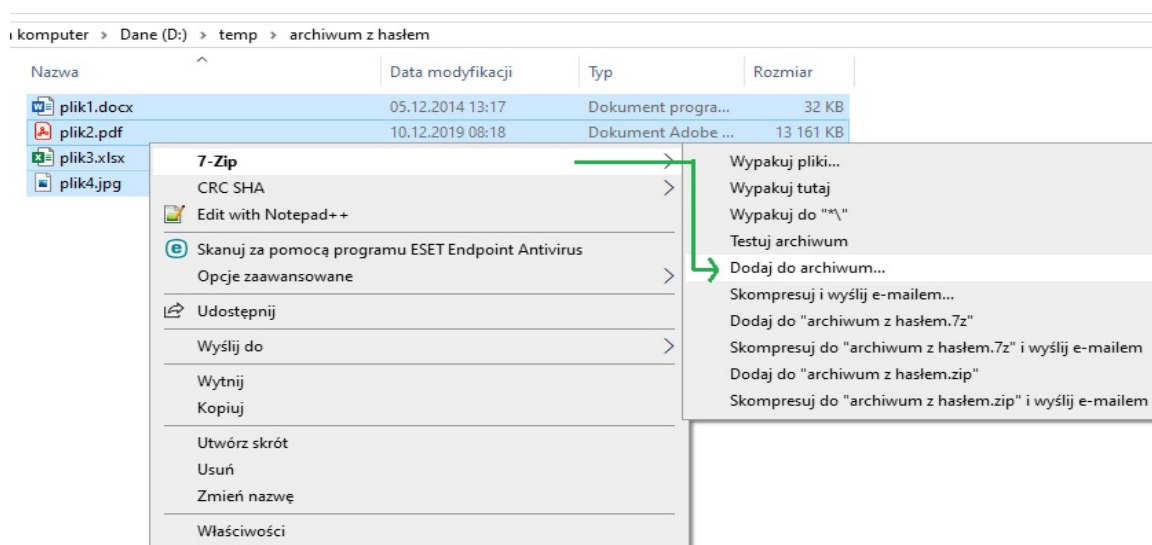 komputer > Dane (D:) > temp > archiwum z hasłem
Nazwa Data modyfikacji Typ Rozmiar
plik1.docx 05.12.2014 13:17 Dokument progra... 32 KB
plik2.pdf 10.12.2019 08:18 Dokument Adobe ... 13 161 KB
plik3.xlsx
plik4.jpg
7-Zip
CRC SHA
Edit with Notepad++
Skanuj za pomocą programu ESET Endpoint Antivirus
Opcje zaawansowane
Udostępnij
Wyślij do
Wytnij
Kopiuj
Utwórz skrót
Usuń
Zmień nazwę
Właściwości
Wypakuj pliki...
Wypakuj tutaj
Wypakuj do "*\"
Testuj archiwum
Dodaj do archiwum...
Skompresuj i wyślij e-mailem...
Dodaj do "archiwum z hasłem.7z"
Skompresuj do "archiwum z hasłem.7z" i wyślij e-mailem
Dodaj do "archiwum z hasłem.zip"
Skompresuj do "archiwum z hasłem.zip" i wyślij e-mailem